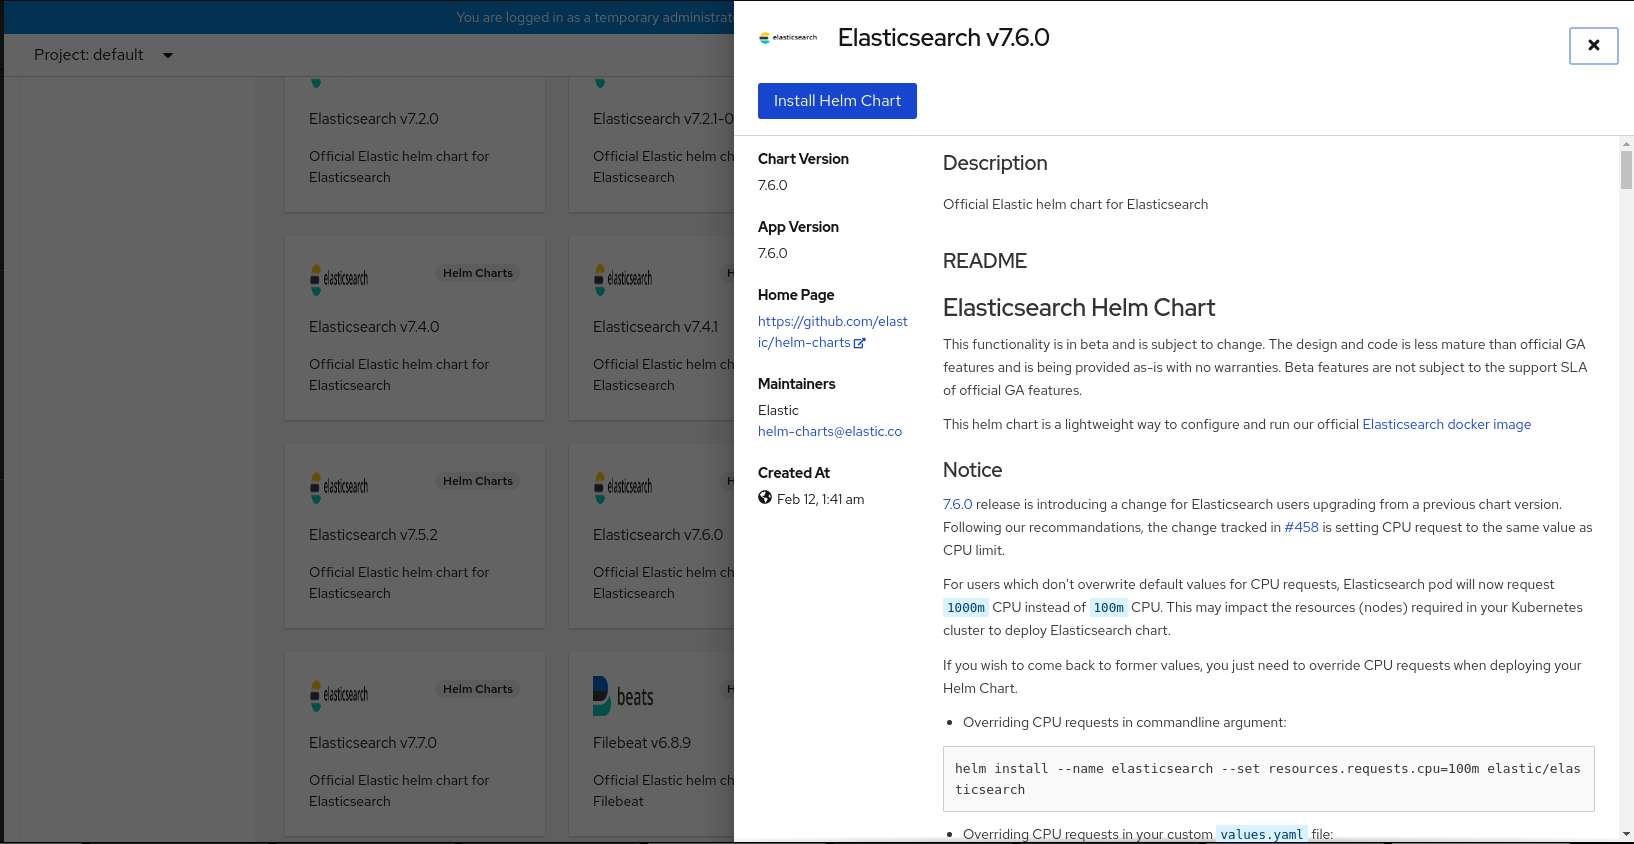 You are logged in as a temporary administrat
Project: default
Elasticsearch v7.2.0
Official Elastic helm chart for
Elasticsearch
Elasticsearch v7.2.1-0
Official Elastic helm ch
Elasticsearch
elasticsearch
Helm Charts
Elasticsearch v7.4.0
Official Elastic helm chart for
Elasticsearch
elasticsearch
H
Elasticsearch v7.4.1
Official Elastic helm ch
Elasticsearch
elasticsearch
Helm Charts
Elasticsearch v7.5.2
Official Elastic helm chart for
Elasticsearch
elasticsearch
H
Elasticsearch v7.6.0
Official Elastic helm ch
Elasticsearch
elasticsearch
Helm Charts
Elasticsearch v7.7.0
Official Elastic helm chart for
Elasticsearch
beats
H
Filebeat v6.8.9
Official Elastic helm ch
Filebeat
elasticsearch
Elasticsearch v7.6.0
Install Helm Chart
Chart Version
7.6.0
App Version
7.6.0
Home Page
https://github.com/elast
ic/helm-charts
Maintainers
Elastic
helm-charts@elastic.co
Created At
Feb 12, 1:41 am
Description
Official Elastic helm chart for Elasticsearch
README
Elasticsearch Helm Chart
This functionality is in beta and is subject to change. The design and code is less mature than official GA
features and is being provided as-is with no warranties. Beta features are not subject to the support SLA
of official GA features.
This helm chart is a lightweight way to configure and run our official Elasticsearch docker image
Notice
7.6.0 release is introducing a change for Elasticsearch users upgrading from a previous chart version.
Following our recommandations, the change tracked in #458 is setting CPU request to the same value as
CPU limit.
For users which don't overwrite default values for CPU requests, Elasticsearch pod will now request
1000m CPU instead of 100m CPU. This may impact the resources (nodes) required in your Kubernetes
cluster to deploy Elasticsearch chart.
If you wish to come back to former values, you just need to override CPU requests when deploying your
Helm Chart.
• Overriding CPU requests in commandline argument:
helm install --name elasticsearch --set resources.requests.cpu=100m elastic/elas
ticsearch
• Overriding CPU requests in your custom values.yaml file: